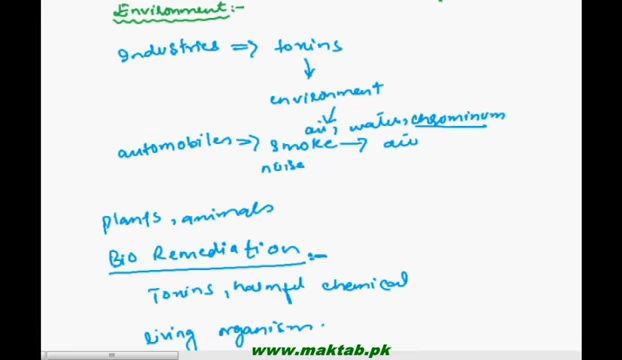 Environment:-
Industries => toxins
↓
environment
↓
air, water, chrominum
automobiles => smoke → air
noise
plants, animals
Bio Remediation:-
Toxins, harmful chemical
living organism.
www.maktab.pk